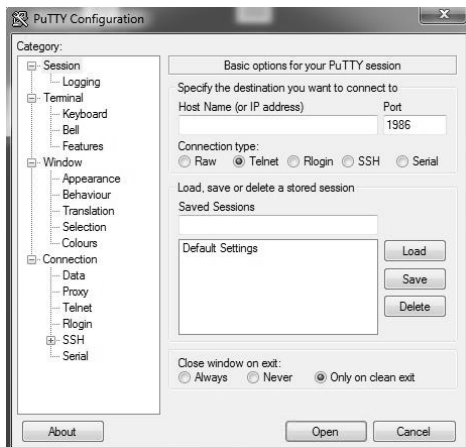 PuTTY Configuration
Category:
Session
Logging
Terminal
Keyboard
Bell
Features
Window
Appearance
Behaviour
Translation
Selection
Colours
Connection
Data
Proxy
Telnet
Rlogin
SSH
Serial
Basic options for your PuTTY session
Specify the destination you want to connect to
Host Name (or IP address) Port
1986
Connection type:
Raw Telnet Rlogin SSH Serial
Load, save or delete a stored session
Saved Sessions
Default Settings
Load
Save
Delete
Close window on exit:
Always Never Only on clean exit
About Open Cancel